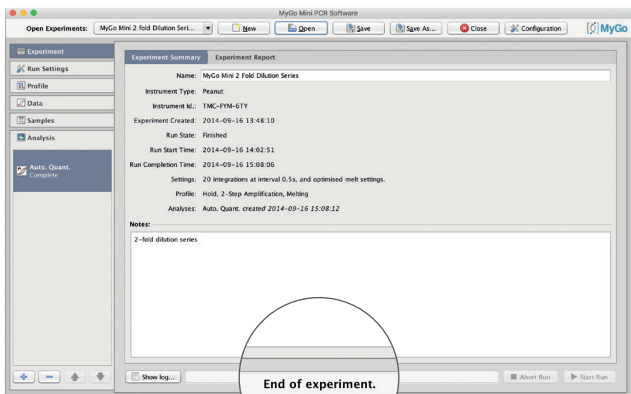 MyGo Mini PCR Software
Open Experiments: MyGo Mini 2 fold Dilution Seri... New Open Save Save As... Close Configuration MyGo
Experiment
Run Settings
Profile
Data
Samples
Analysis
Auto. Quant.
Complete
Experiment Summary Experiment Report
Name: MyGo Mini 2 Fold Dilution Series
Instrument Type: Peanut
Instrument Id.: TMC-FYM-6TY
Experiment Created: 2014-09-16 13:48:10
Run State: Finished
Run Start Time: 2014-09-16 14:02:51
Run Completion Time: 2014-09-16 15:08:06
Settings: 20 integrations at interval 0.5s, and optimised melt settings.
Profile: Hold, 2-Step Amplification, Melting
Analyses: Auto. Quant. created 2014-09-16 15:08:12
Notes:
2-fold dilution series
Show log... End of experiment. Abort Run Start Run